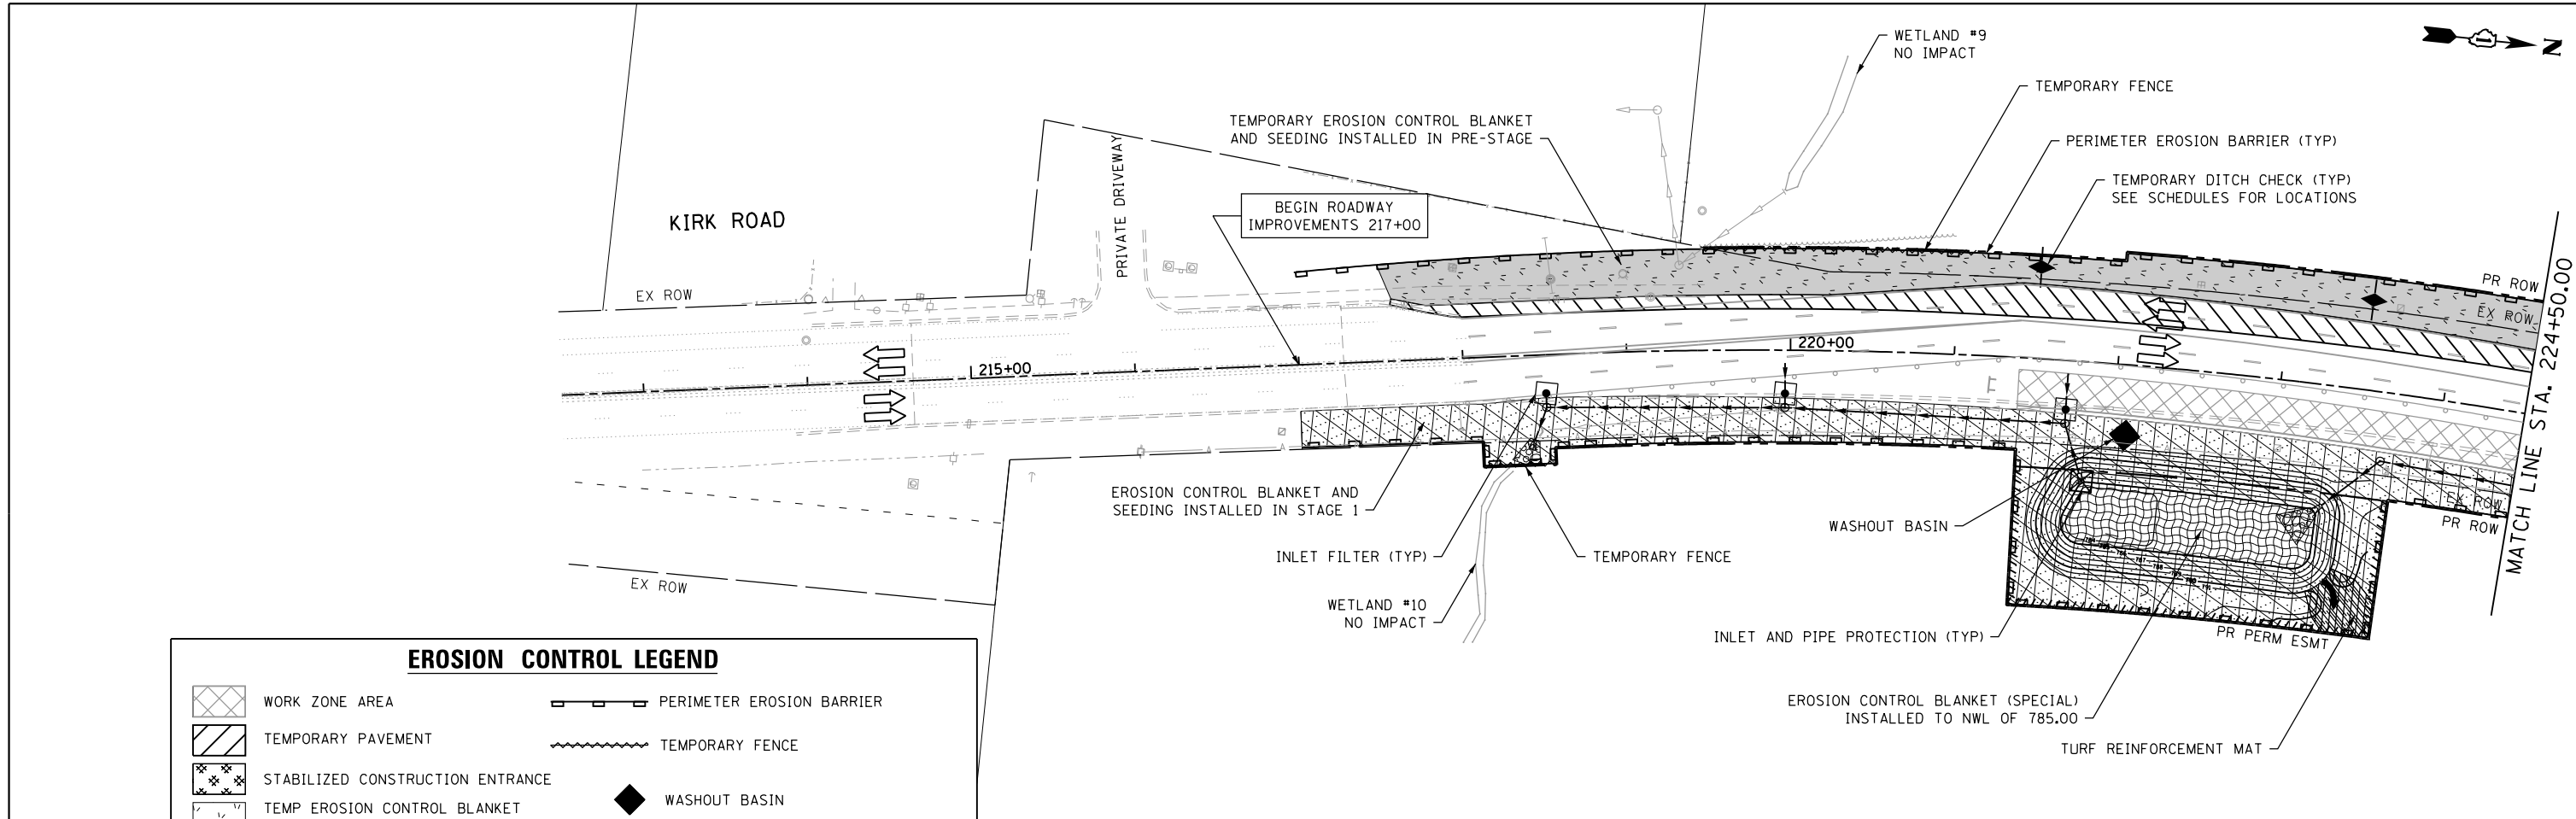 WETLAND #9
NO IMPACT
N
TEMPORARY FENCE
TEMPORARY EROSION CONTROL BLANKET
AND SEEDING INSTALLED IN PRE-STAGE
PERIMETER EROSION BARRIER (TYP)
TEMPORARY DITCH CHECK (TYP)
SEE SCHEDULES FOR LOCATIONS
PRIVATE DRIVEWAY
BEGIN ROADWAY
IMPROVEMENTS 217+00
KIRK ROAD
EX ROW
PR ROW
EX ROW
MATCH LINE STA. 224+50.00
215+00
220+00
EROSION CONTROL BLANKET AND
SEEDING INSTALLED IN STAGE 1
INLET FILTER (TYP)
TEMPORARY FENCE
WASHOUT BASIN
EX ROW
PR ROW
EX ROW
WETLAND #10
NO IMPACT
INLET AND PIPE PROTECTION (TYP)
PR PERM ESMT
EROSION CONTROL BLANKET (SPECIAL)
INSTALLED TO NWL OF 785.00
TURF REINFORCEMENT MAT
EROSION CONTROL LEGEND
WORK ZONE AREA
PERIMETER EROSION BARRIER
TEMPORARY PAVEMENT
TEMPORARY FENCE
STABILIZED CONSTRUCTION ENTRANCE
WASHOUT BASIN
TEMP EROSION CONTROL BLANKET